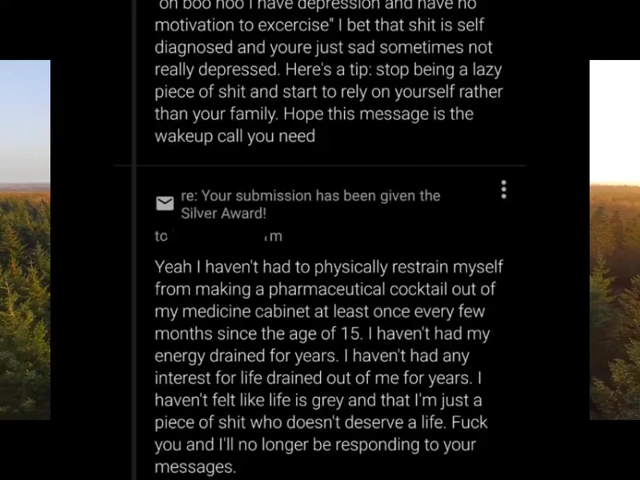 "oh boo hoo I have depression and have no
motivation to excercise" I bet that shit is self
diagnosed and youre just sad sometimes not
really depressed. Here's a tip: stop being a lazy
piece of shit and start to rely on yourself rather
than your family. Hope this message is the
wakeup call you need
re: Your submission has been given the
Silver Award!
to
m
Yeah I haven't had to physically restrain myself
from making a pharmaceutical cocktail out of
my medicine cabinet at least once every few
months since the age of 15. I haven't had my
energy drained for years. I haven't had any
interest for life drained out of me for years. I
haven't felt like life is grey and that I'm just a
piece of shit who doesn't deserve a life. Fuck
you and I'll no longer be responding to your
messages.